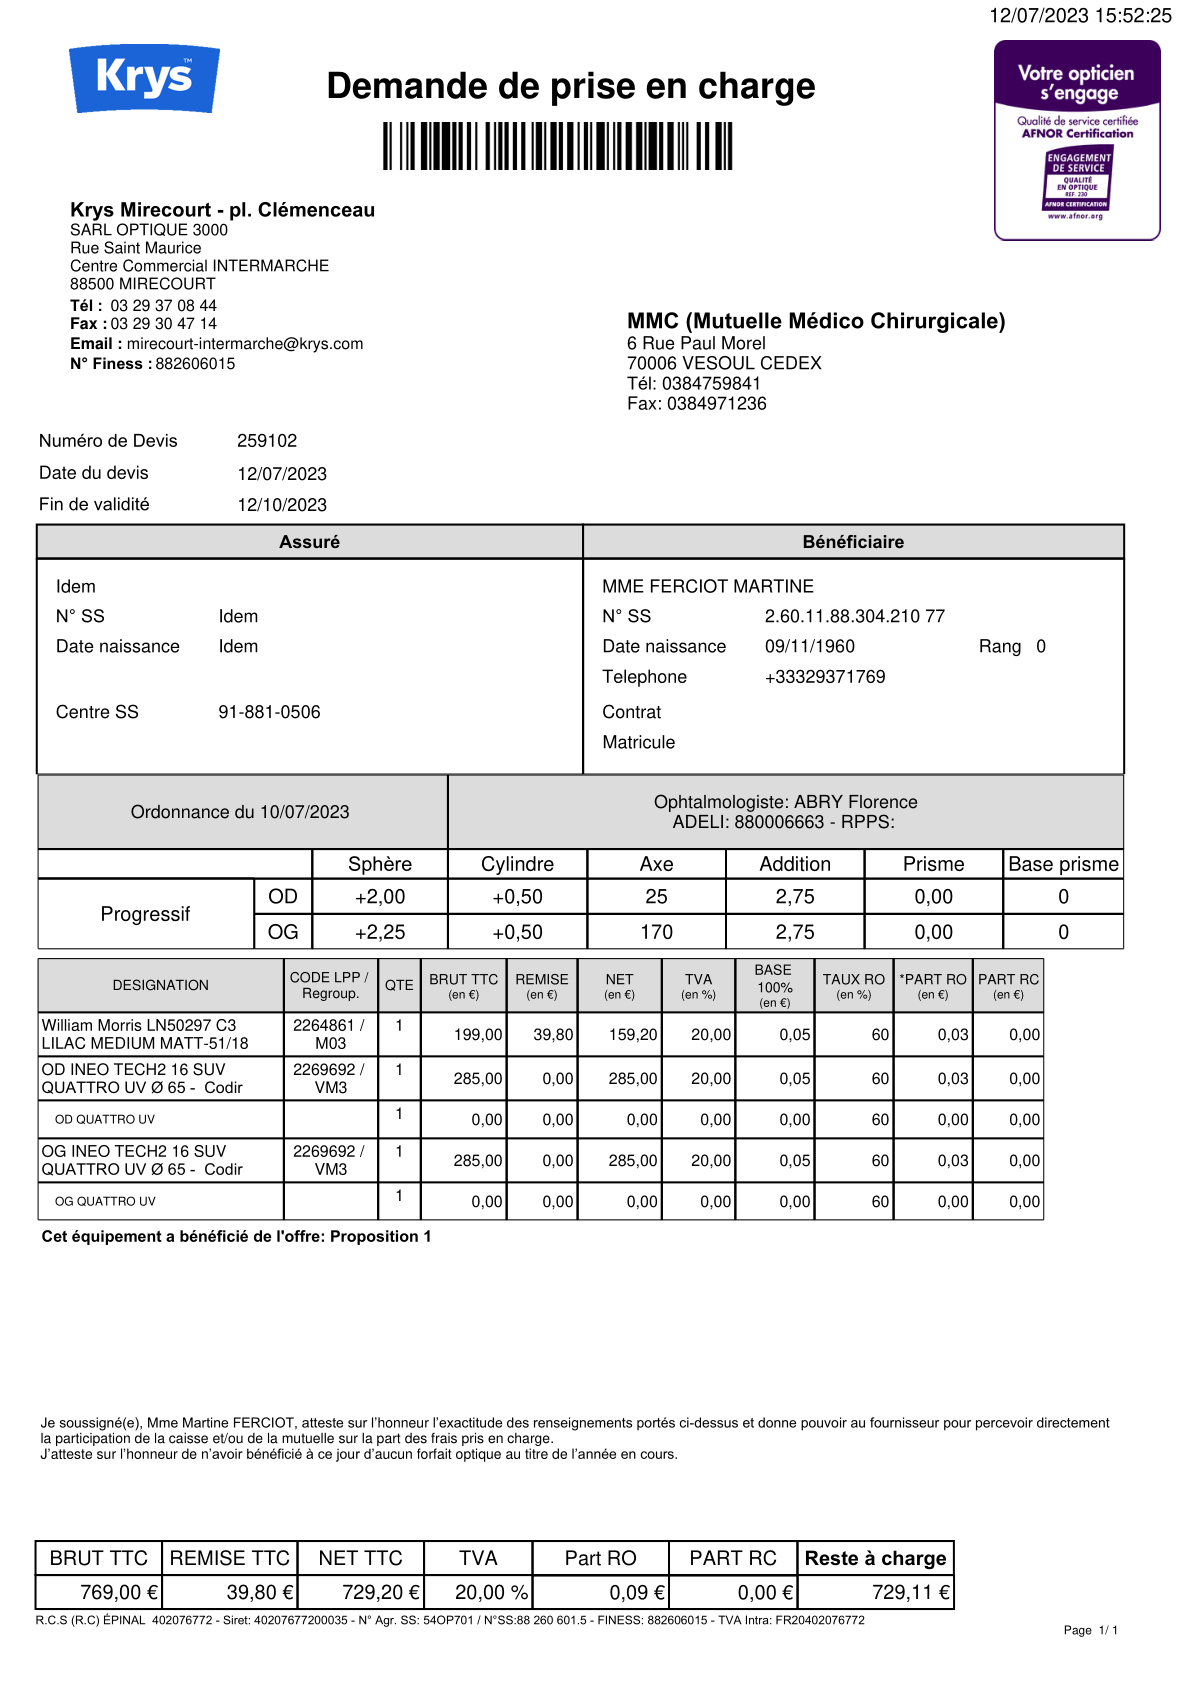 12/07/2023 15:52:25
Krys™
Demande de prise en charge
Votre opticien
s'engage
Qualité de service certifiée
AFNOR Certification
ENGAGEMENT
DE SERVICE
QUALITÉ
EN OPTIQUE
REF. 230
AFNOR CERTIFICATION
www.afnor.org
Krys Mirecourt - pl. Clémenceau
SARL OPTIQUE 3000
Rue Saint Maurice
Centre Commercial INTERMARCHE
88500 MIRECOURT
Tél : 03 29 37 08 44
Fax : 03 29 30 47 14
Email : mirecourt-intermarche@krys.com
N° Finess : 882606015
MMC (Mutuelle Médico Chirurgicale)
6 Rue Paul Morel
70006 VESOUL CEDEX
Tél: 0384759841
Fax: 0384971236
Numéro de Devis 259102
Date du devis 12/07/2023
Fin de validité 12/10/2023
Assuré Bénéficiaire
Idem MME FERCIOT MARTINE
N° SS Idem N° SS 2.60.11.88.304.210 77
Date naissance Idem Date naissance 09/11/1960 Rang 0
Telephone +33329371769
Centre SS 91-881-0506 Contrat
Matricule
Ordonnance du 10/07/2023
Ophtalmologiste: ABRY Florence
ADELI: 880006663 - RPPS:
Sphère Cylindre Axe Addition Prisme Base prisme
Progressif
OD +2,00 +0,50 25 2,75 0,00 0
OG +2,25 +0,50 170 2,75 0,00 0
DESIGNATION CODE LPP / Regroup. QTE BRUT TTC (en €) REMISE (en €) NET (en €) TVA (en %) BASE 100% (en €) TAUX RO (en %) *PART RO (en €) PART RC (en €)
William Morris LN50297 C3 2264861 / 1 199,00 39,80 159,20 20,00 0,05 60 0,03 0,00
LILAC MEDIUM MATT-51/18 M03
OD INEO TECH2 16 SUV 2269692 / 1 285,00 0,00 285,00 20,00 0,05 60 0,03 0,00
QUATTRO UV Ø 65 - Codir VM3
OD QUATTRO UV 1 0,00 0,00 0,00 0,00 0,00 60 0,00 0,00
OG INEO TECH2 16 SUV 2269692 / 1 285,00 0,00 285,00 20,00 0,05 60 0,03 0,00
QUATTRO UV Ø 65 - Codir VM3
OG QUATTRO UV 1 0,00 0,00 0,00 0,00 0,00 60 0,00 0,00
Cet équipement a bénéficié de l'offre: Proposition 1
Je soussigné(e), Mme Martine FERCIOT, atteste sur l'honneur l'exactitude des renseignements portés ci-dessus et donne pouvoir au fournisseur pour percevoir directement
la participation de la caisse et/ou de la mutuelle sur la part des frais pris en charge.
J'atteste sur l'honneur de n'avoir bénéficié à ce jour d'aucun forfait optique au titre de l'année en cours.
BRUT TTC REMISE TTC NET TTC TVA Part RO PART RC Reste à charge
769,00 € 39,80 € 729,20 € 20,00 % 0,09 € 0,00 € 729,11 €
R.C.S (R.C) ÉPINAL 402076772 - Siret: 40207677200035 - N° Agr. SS: 54OP701 / N°SS:88 260 601.5 - FINESS: 882606015 - TVA Intra: FR20402076772
Page 1/ 1